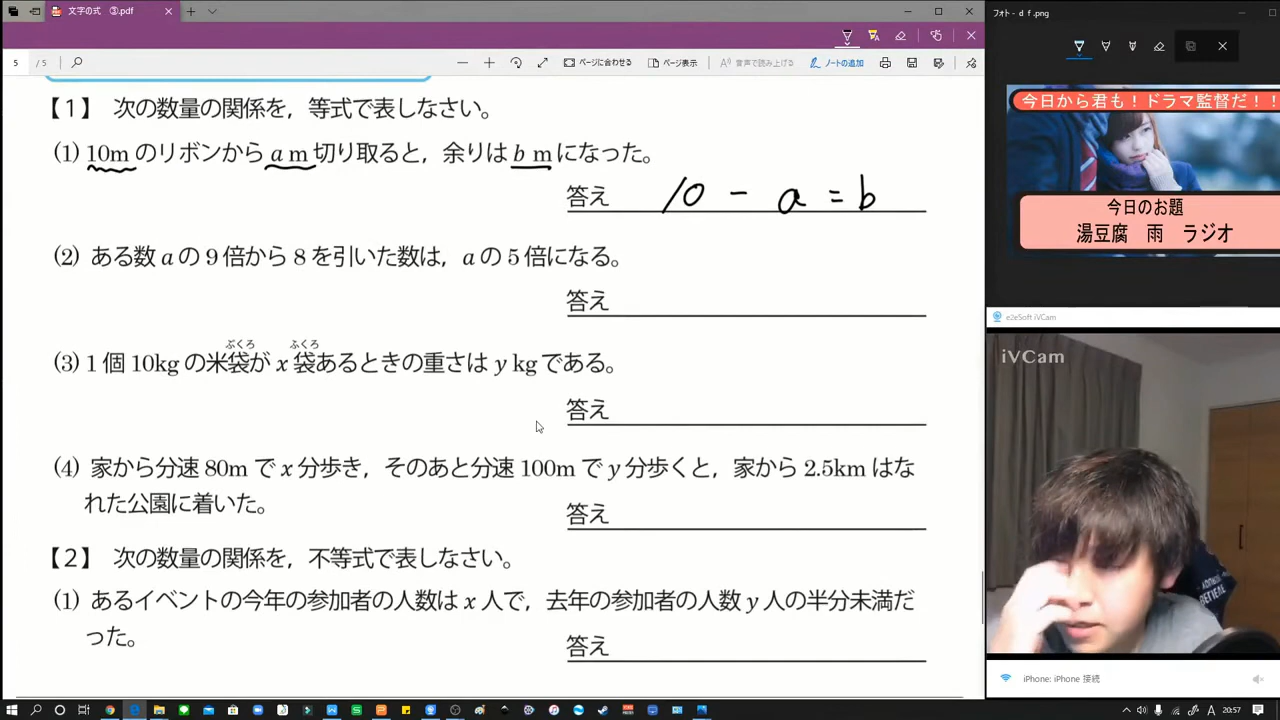 文字の式 ③.pdf
フォト - ｄｆ.png
5 / 5
ページに合わせる
ページ表示
音声で読み上げる
ノートの追加
【1】 次の数量の関係を，等式で表しなさい。
(1) 10m のリボンから a m 切り取ると，余りは b m になった。
答え 10 - a = b
(2) ある数 a の 9 倍から 8 を引いた数は，a の 5 倍になる。
答え
ぶくろ ふくろ
(3) 1 個 10kg の米袋が x 袋あるときの重さは y kg である。
答え
(4) 家から分速 80m で x 分歩き，そのあと分速 100m で y 分歩くと，家から 2.5km はな
れた公園に着いた。
答え
【2】 次の数量の関係を，不等式で表しなさい。
(1) あるイベントの今年の参加者の人数は x 人で，去年の参加者の人数 y 人の半分未満だ
った。
答え
今日から君も！ドラマ監督だ！！
今日のお題
湯豆腐 雨 ラジオ
e2eSoft iVCam
iVCam
iPhone: iPhone 接続
A 20:57